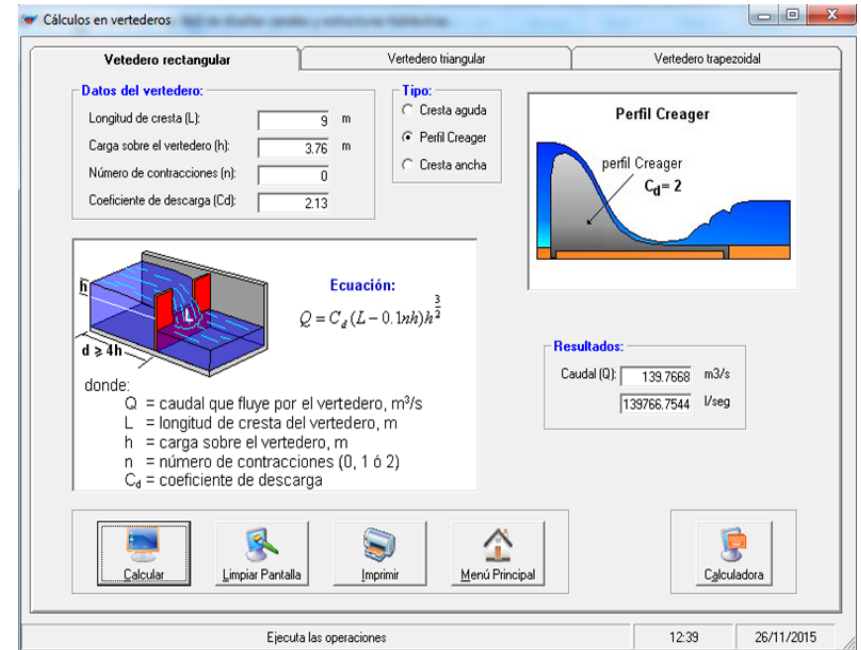 Cálculos en vertederos
Vetedero rectangular
Vertedero triangular
Vertedero trapezoidal
Datos del vertedero:
Longitud de cresta (L): 9 m
Carga sobre el vertedero (h): 3.76 m
Número de contracciones (n): 0
Coeficiente de descarga (Cd): 2.13
Tipo:
Cresta aguda
Perfil Creager
Cresta ancha
Perfil Creager
perfil Creager
C_d = 2
h
L
d ≥ 4h
Ecuación:
Q = C_d (L – 0.1nh)h^{3/2}
donde:
Q = caudal que fluye por el vertedero, m³/s
L = longitud de cresta del vertedero, m
h = carga sobre el vertedero, m
n = número de contracciones (0, 1 ó 2)
C_d = coeficiente de descarga
Resultados:
Caudal (Q): 139.7668 m3/s
139766.7544 l/seg
Calcular
Limpiar Pantalla
Imprimir
Menú Principal
Calculadora
Ejecuta las operaciones
12:39
26/11/2015